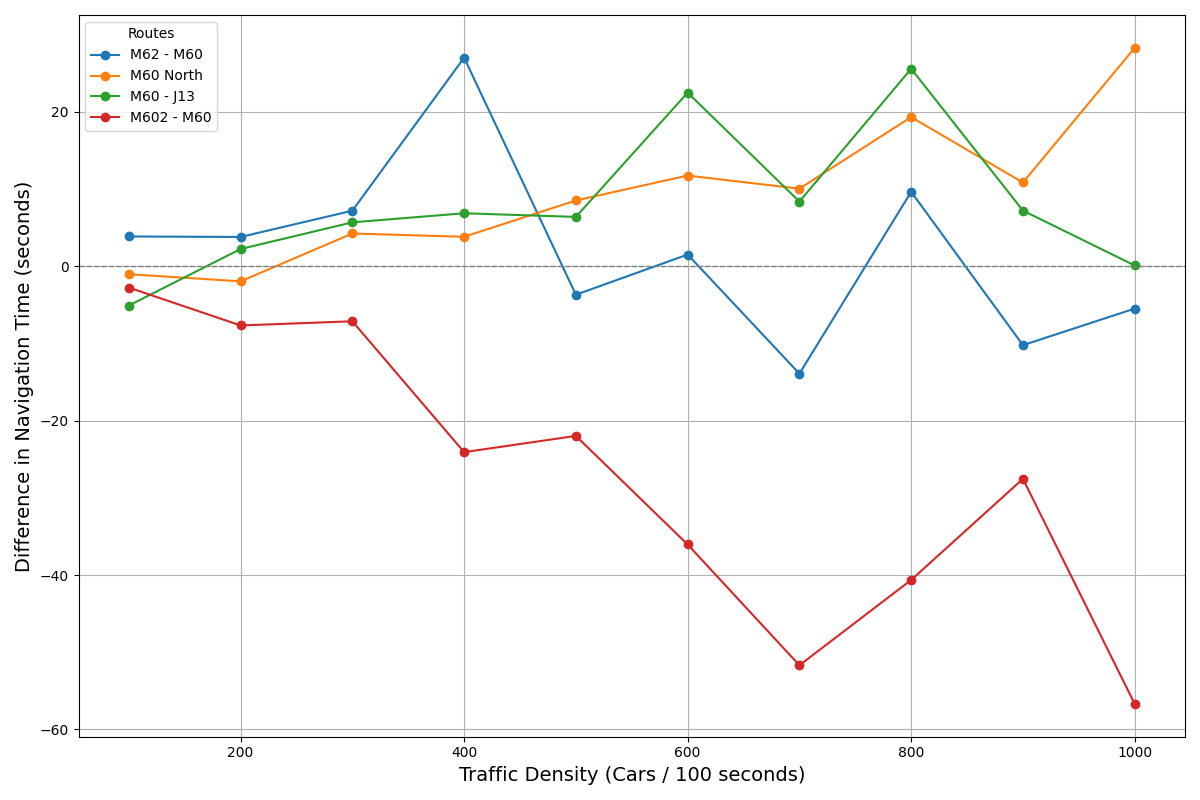 Routes
M62 - M60
M60 North
M60 - J13
M602 - M60
20
0
−20
−40
−60
Difference in Navigation Time (seconds)
200
400
600
800
1000
Traffic Density (Cars / 100 seconds)